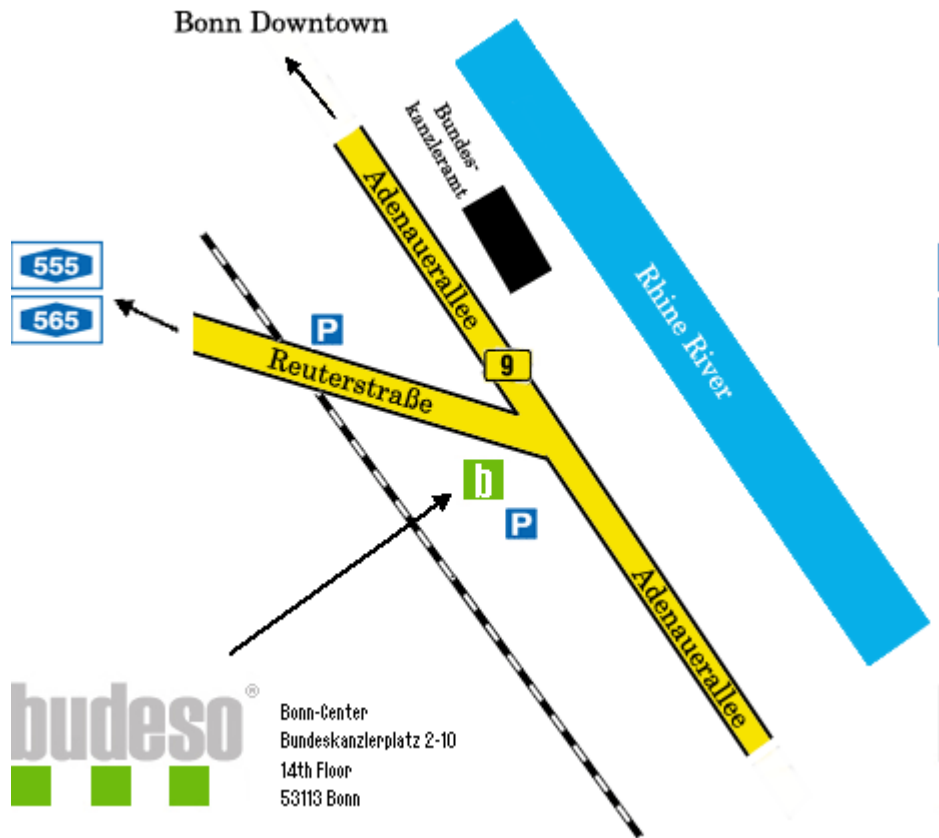 Bonn Downtown
Bundes-
kanzleramt
Adenauerallee
555
565
P
Rhine River
9
Reuterstraße
b
P
Adenauerallee
budeso®
Bonn-Center
Bundeskanzlerplatz 2-10
14th Floor
53113 Bonn